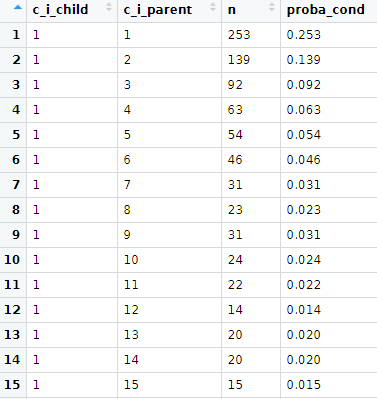 c_i_child c_i_parent n proba_cond
1 1 1 253 0.253
2 1 2 139 0.139
3 1 3 92 0.092
4 1 4 63 0.063
5 1 5 54 0.054
6 1 6 46 0.046
7 1 7 31 0.031
8 1 8 23 0.023
9 1 9 31 0.031
10 1 10 24 0.024
11 1 11 22 0.022
12 1 12 14 0.014
13 1 13 20 0.020
14 1 14 20 0.020
15 1 15 15 0.015